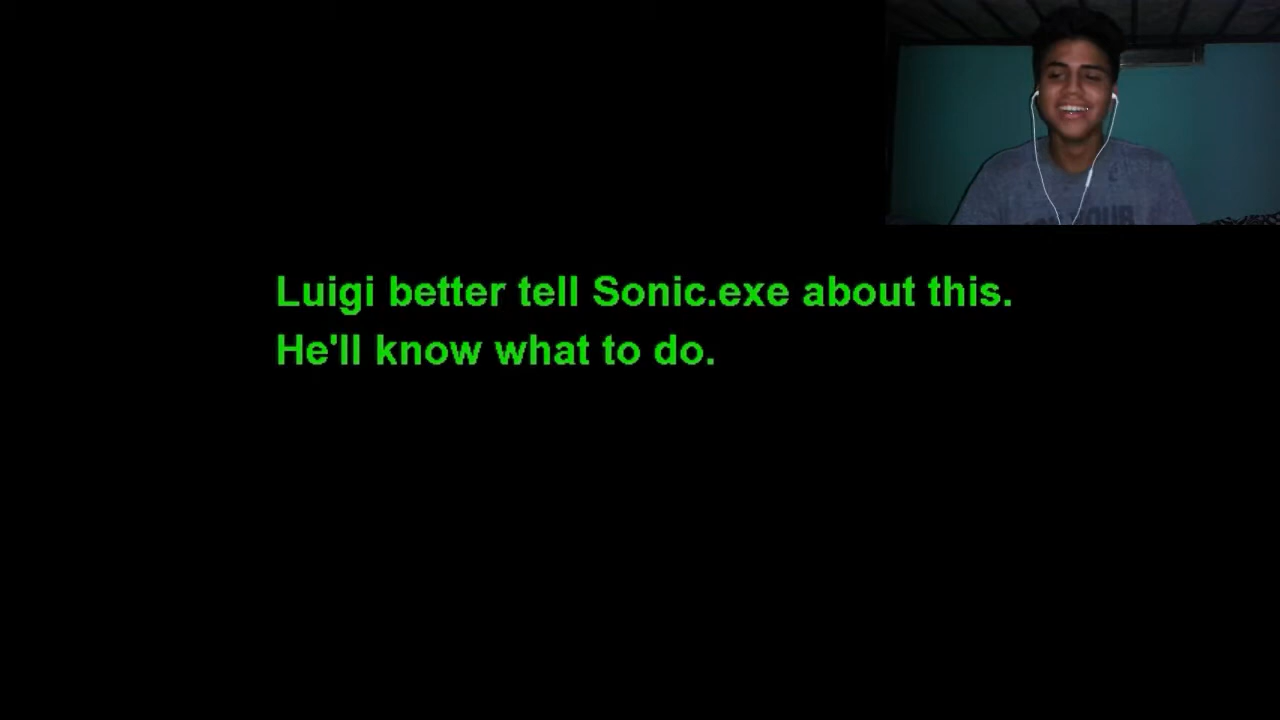 Luigi better tell Sonic.exe about this.
He'll know what to do.